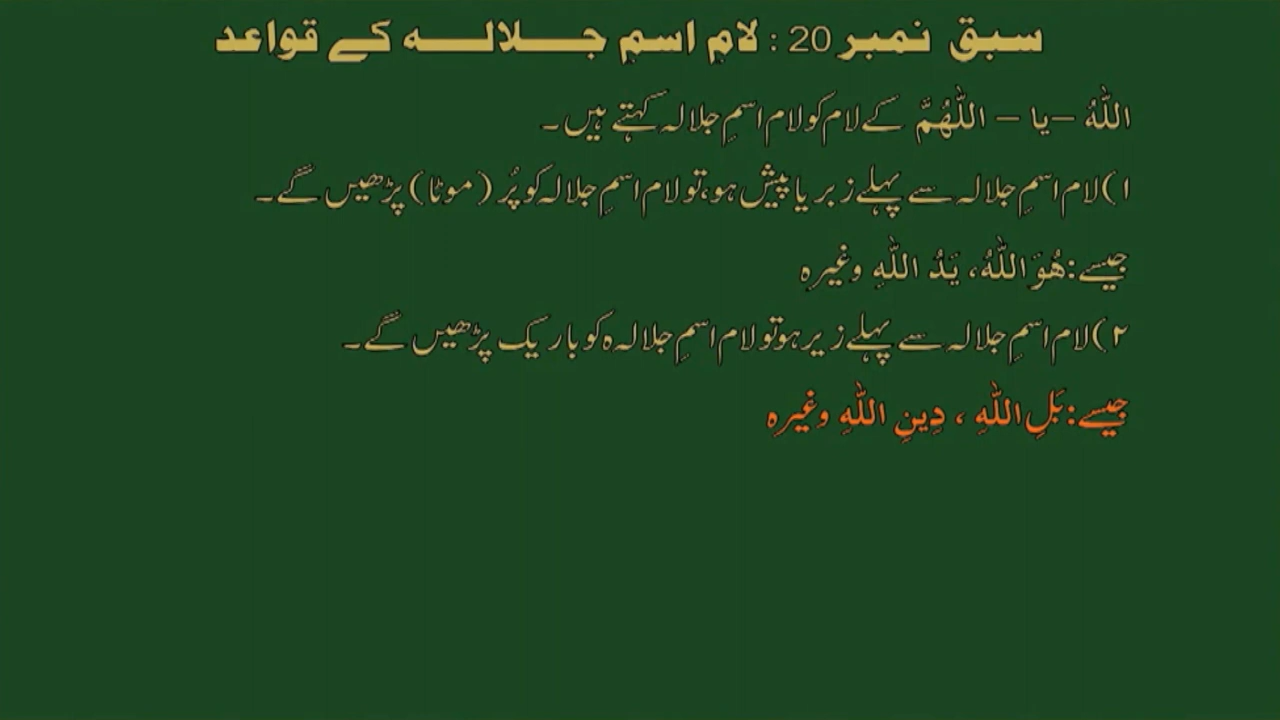 سبق نمبر 20 : لامِ اسمِ جلالہ کے قواعد
اللّٰهُ – یا – اللّٰهُمَّ کے لام کو لام اسمِ جلالہ کہتے ہیں۔
۱) لام اسمِ جلالہ سے پہلے زبر یا پیش ہو، تو لام اسمِ جلالہ کو پُر (موٹا) پڑھیں گے۔
جیسے: هُوَ اللّٰهُ، يَدُ اللّٰهِ وغیرہ
۲) لام اسمِ جلالہ سے پہلے زیر ہو تو لام اسمِ جلالہ ہ کو باریک پڑھیں گے۔
جیسے: بَلِ اللّٰهِ ، دِينِ اللّٰهِ وغیرہ